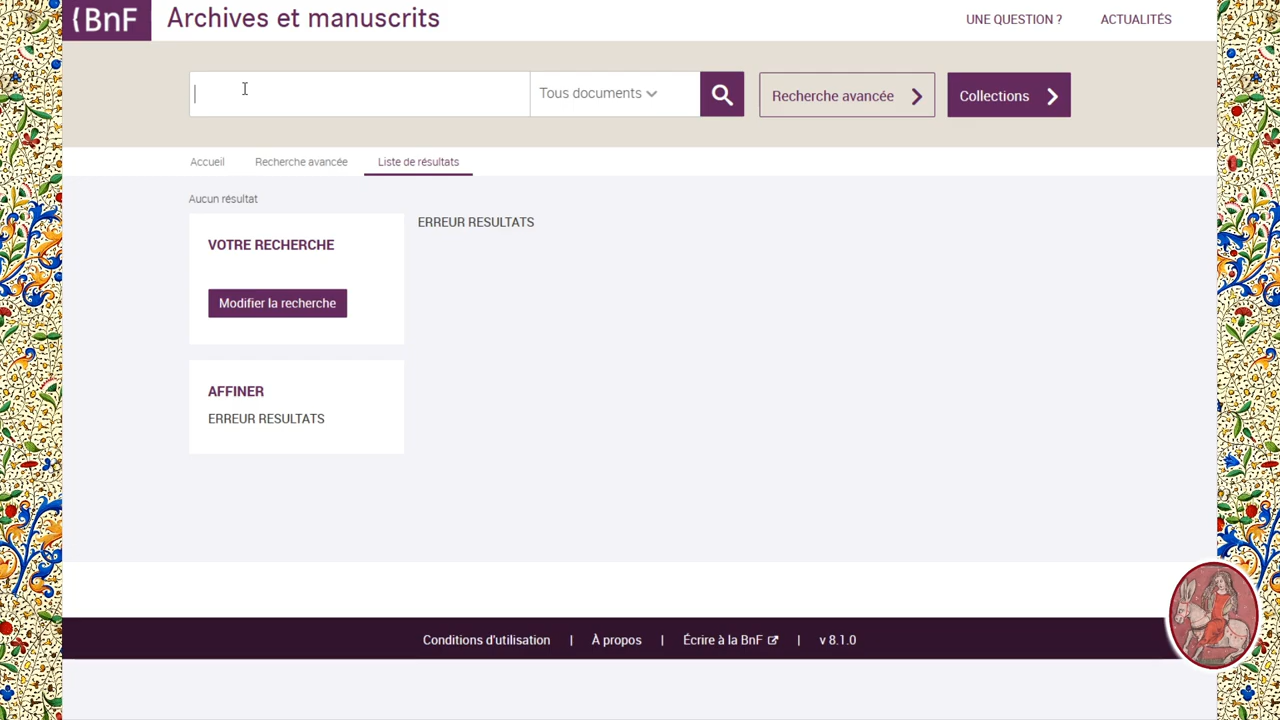 BnF Archives et manuscrits
UNE QUESTION ? ACTUALITÉS
Tous documents Recherche avancée Collections
Accueil Recherche avancée Liste de résultats
Aucun résultat
ERREUR RESULTATS
VOTRE RECHERCHE
Modifier la recherche
AFFINER
ERREUR RESULTATS
Conditions d'utilisation | À propos | Écrire à la BnF | v 8.1.0